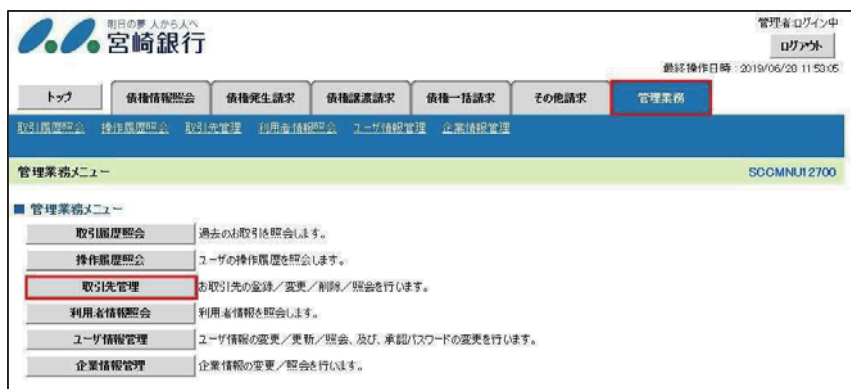 明日の夢 人から人へ
宮崎銀行
管理者:ログイン中
ログアウト
最終操作日時:2019/06/28 11:53:05
トップ 債権情報照会 債権発生請求 債権譲渡請求 債権一括請求 その他請求 管理業務
取引履歴照会 操作履歴照会 取引先管理 利用者情報照会 ユーザ情報管理 企業情報管理
管理業務メニュー SCCMNU12700
■ 管理業務メニュー
取引履歴照会 過去のお取引を照会します。
操作履歴照会 ユーザの操作履歴を照会します。
取引先管理 お取引先の登録/変更/削除/照会を行います。
利用者情報照会 利用者情報を照会します。
ユーザ情報管理 ユーザ情報の変更/更新/照会、及び、承認パスワードの変更を行います。
企業情報管理 企業情報の変更/照会を行います。